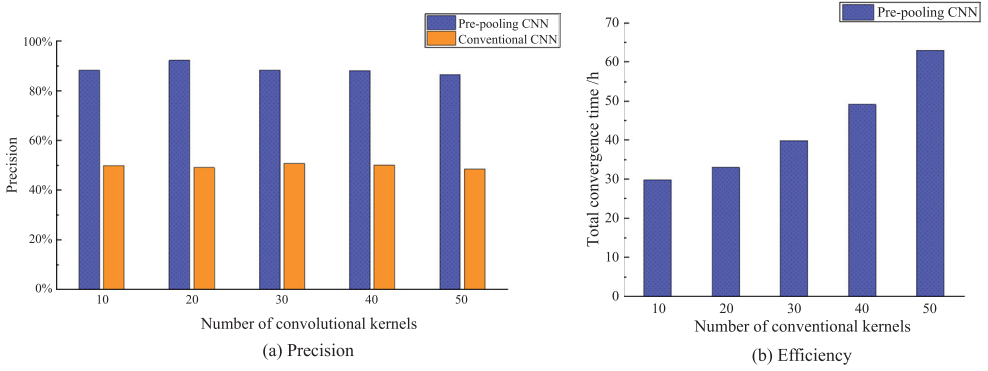 Pre-pooling CNN
Conventional CNN
100%
80%
60%
40%
20%
0%
Precision
10 20 30 40 50
Number of convolutional kernels
(a) Precision
Pre-pooling CNN
70
60
50
40
30
20
10
0
Total convergence time /h
10 20 30 40 50
Number of conventional kernels
(b) Efficiency